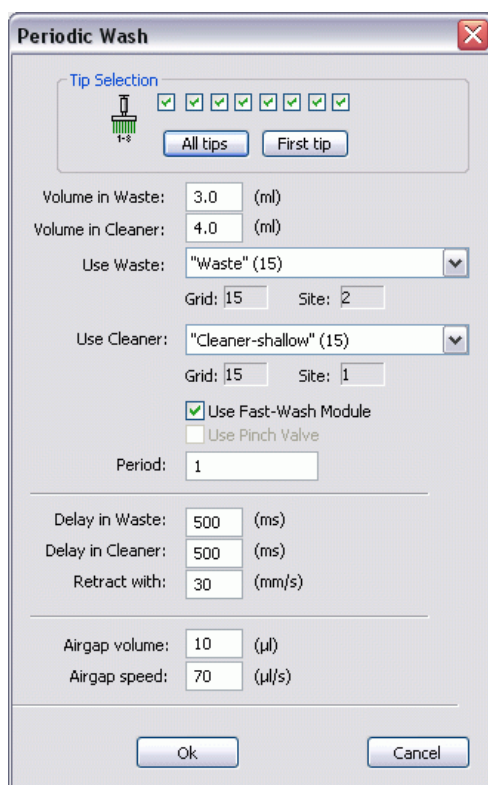 Periodic Wash
Tip Selection
1-8
All tips First tip
Volume in Waste: 3.0 (ml)
Volume in Cleaner: 4.0 (ml)
Use Waste: "Waste" (15)
Grid: 15 Site: 2
Use Cleaner: "Cleaner-shallow" (15)
Grid: 15 Site: 1
Use Fast-Wash Module
Use Pinch Valve
Period: 1
Delay in Waste: 500 (ms)
Delay in Cleaner: 500 (ms)
Retract with: 30 (mm/s)
Airgap volume: 10 (µl)
Airgap speed: 70 (µl/s)
Ok Cancel